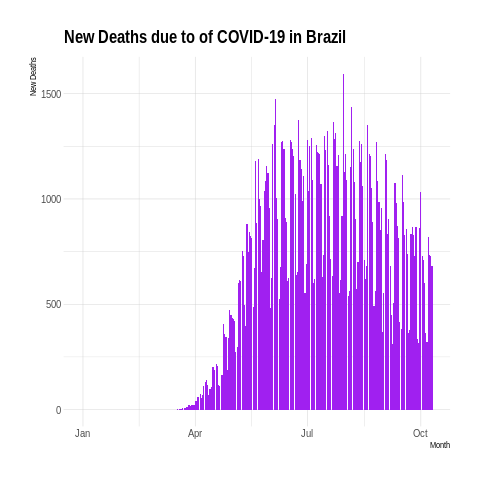 New Deaths due to of COVID-19 in Brazil
New Deaths
1500
1000
500
0
Jan Apr Jul Oct
Month